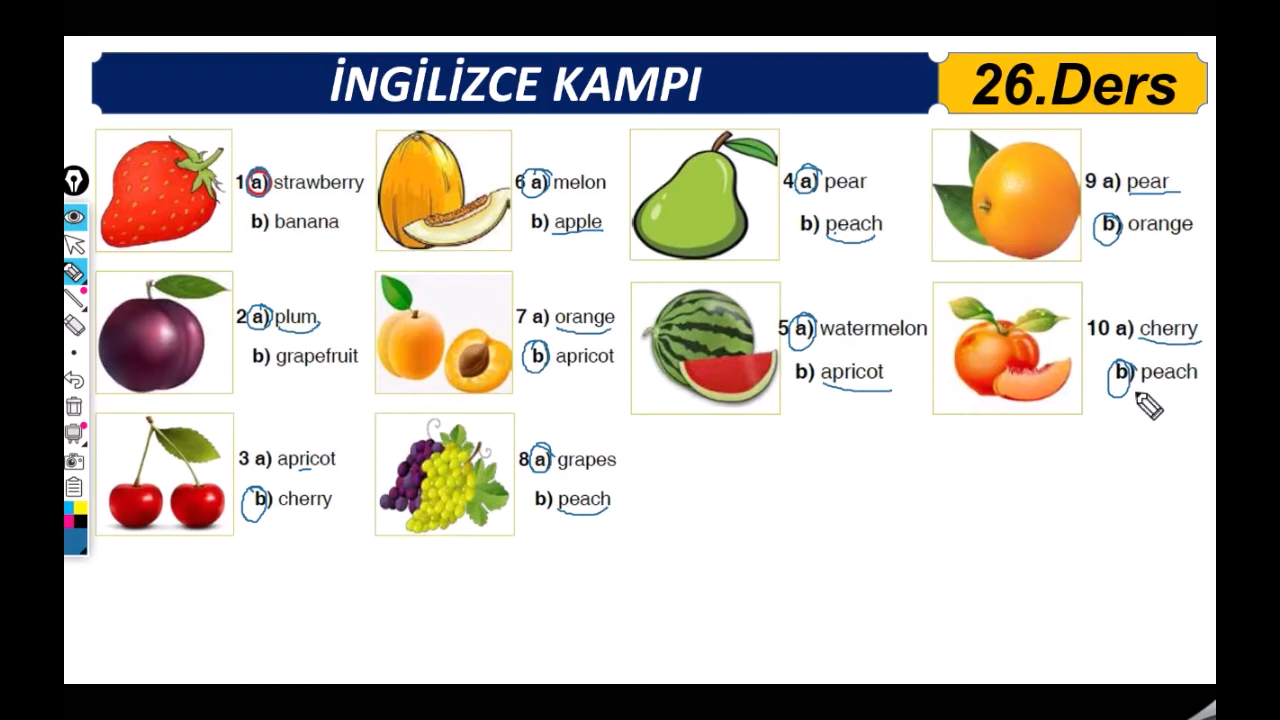 İNGİLİZCE KAMPI
26.Ders
1 a) strawberry
b) banana
2 a) plum
b) grapefruit
3 a) apricot
b) cherry
6 a) melon
b) apple
7 a) orange
b) apricot
8 a) grapes
b) peach
4 a) pear
b) peach
5 a) watermelon
b) apricot
9 a) pear
b) orange
10 a) cherry
b) peach